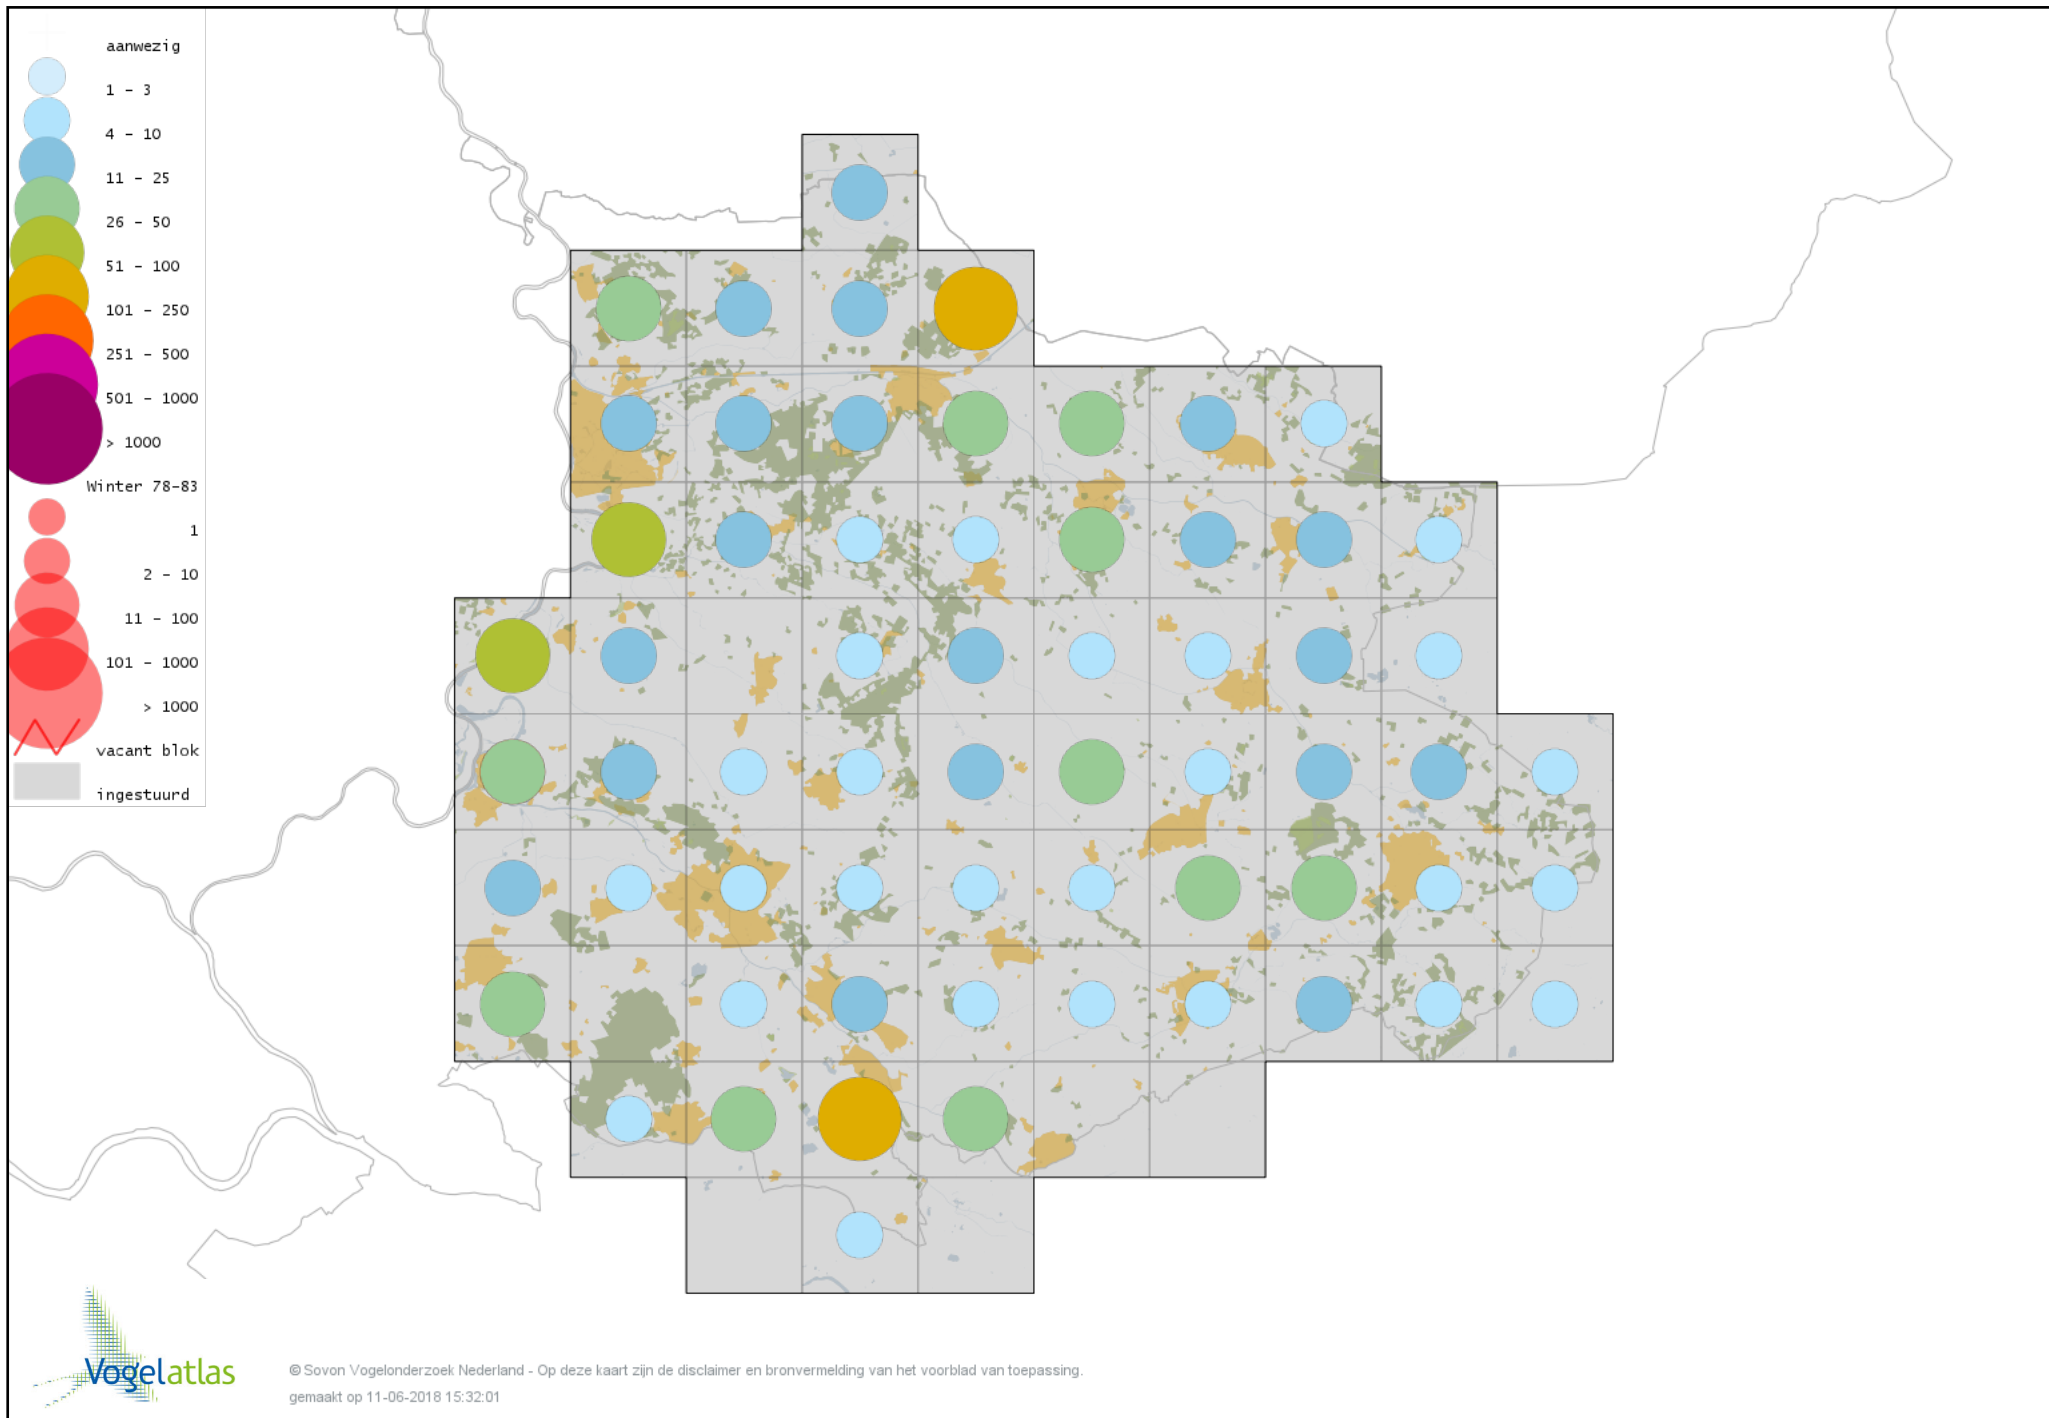 aanwezig
1 - 3
4 - 10
11 - 25
26 - 50
51 - 100
101 - 250
251 - 500
501 - 1000
> 1000
Winter 78-83
1
2 - 10
11 - 100
101 - 1000
> 1000
vacant blok
ingestuurd
Vogelatlas
© Sovon Vogelonderzoek Nederland - Op deze kaart zijn de disclaimer en bronvermelding van het voorblad van toepassing.
gemaakt op 11-06-2018 15:32:01